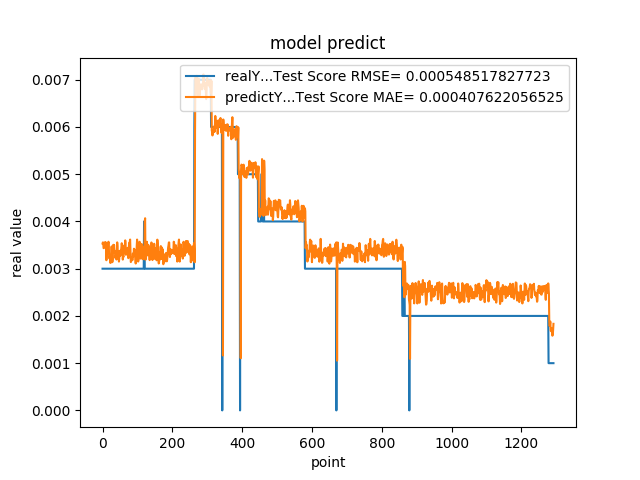 model predict
realY...Test Score RMSE= 0.000548517827723
predictY...Test Score MAE= 0.000407622056525
0.007
0.006
0.005
0.004
0.003
0.002
0.001
0.000
real value
0 200 400 600 800 1000 1200
point